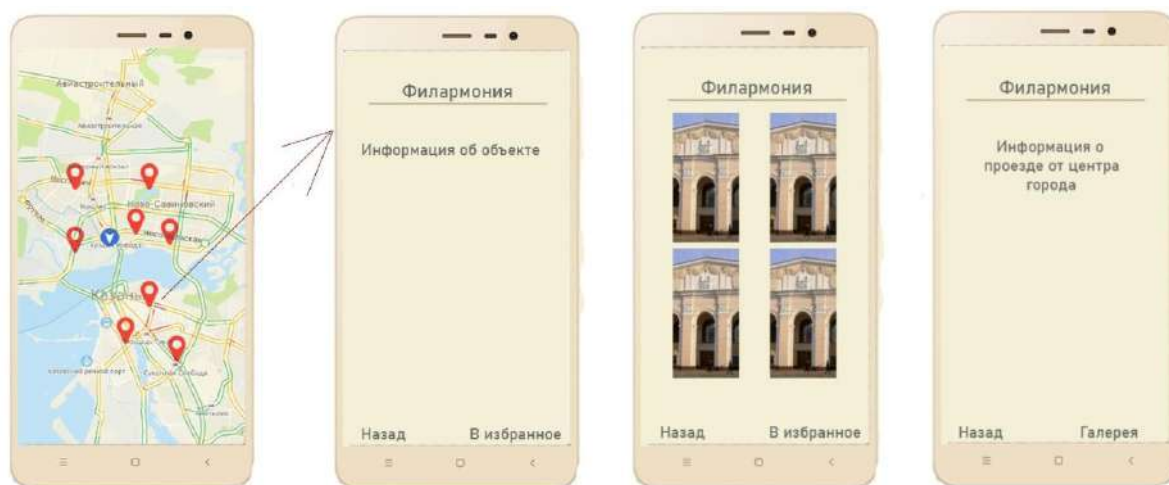 Авиастроительный
Авиастроительная
Ново-Савиновский
Казань
Филармония
Информация об объекте
Назад В избранное
Филармония
Назад В избранное
Филармония
Информация о
проезде от центра
города
Назад Галерея